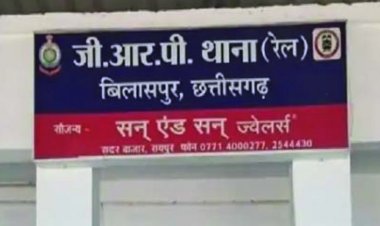 जी.आर.पी. थाना (रेल)
बिलासपुर, छत्तीसगढ़
सौजन्य - सन् एंड सन् ज्वेलर्स
सदर बाजार, रायपुर फोन 0771 4000277, 2544430